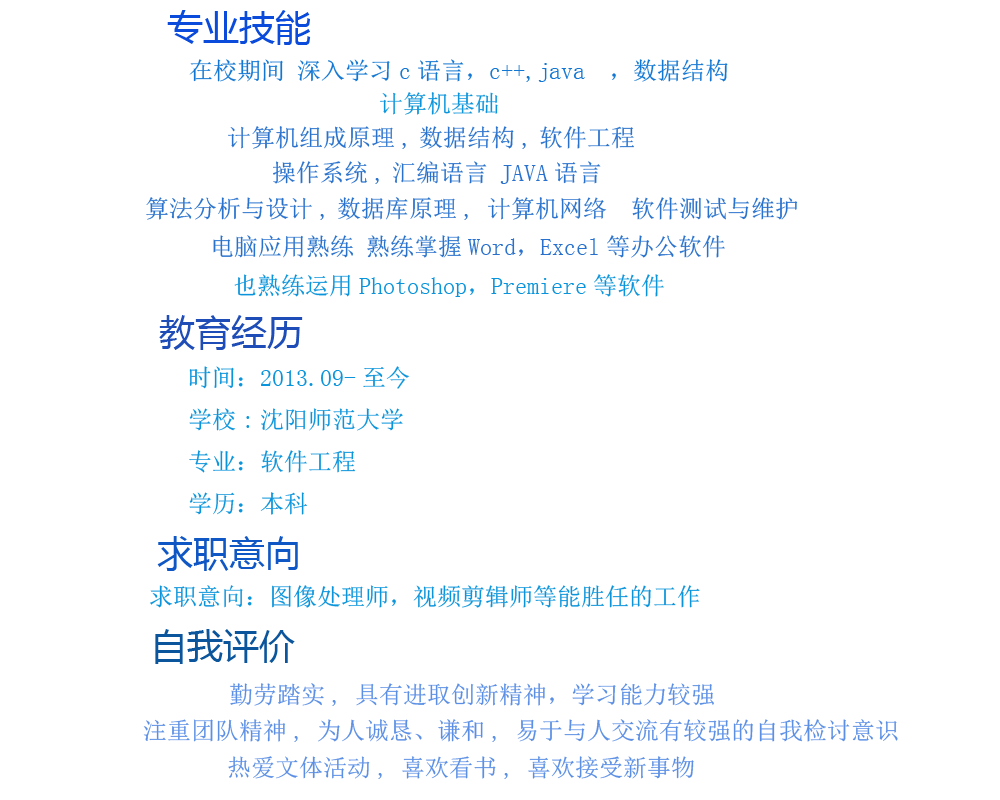 专业技能
在校期间 深入学习 c 语言，c++,java ，数据结构
计算机基础
计算机组成原理 , 数据结构 , 软件工程
操作系统 , 汇编语言 JAVA 语言
算法分析与设计 , 数据库原理 , 计算机网络 软件测试与维护
电脑应用熟练 熟练掌握 Word，Excel 等办公软件
也熟练运用 Photoshop，Premiere 等软件
教育经历
时间：2013.09- 至今
学校 : 沈阳师范大学
专业：软件工程
学历：本科
求职意向
求职意向：图像处理师，视频剪辑师等能胜任的工作
自我评价
勤劳踏实 , 具有进取创新精神，学习能力较强
注重团队精神 , 为人诚恳、谦和 , 易于与人交流有较强的自我检讨意识
热爱文体活动 , 喜欢看书 , 喜欢接受新事物